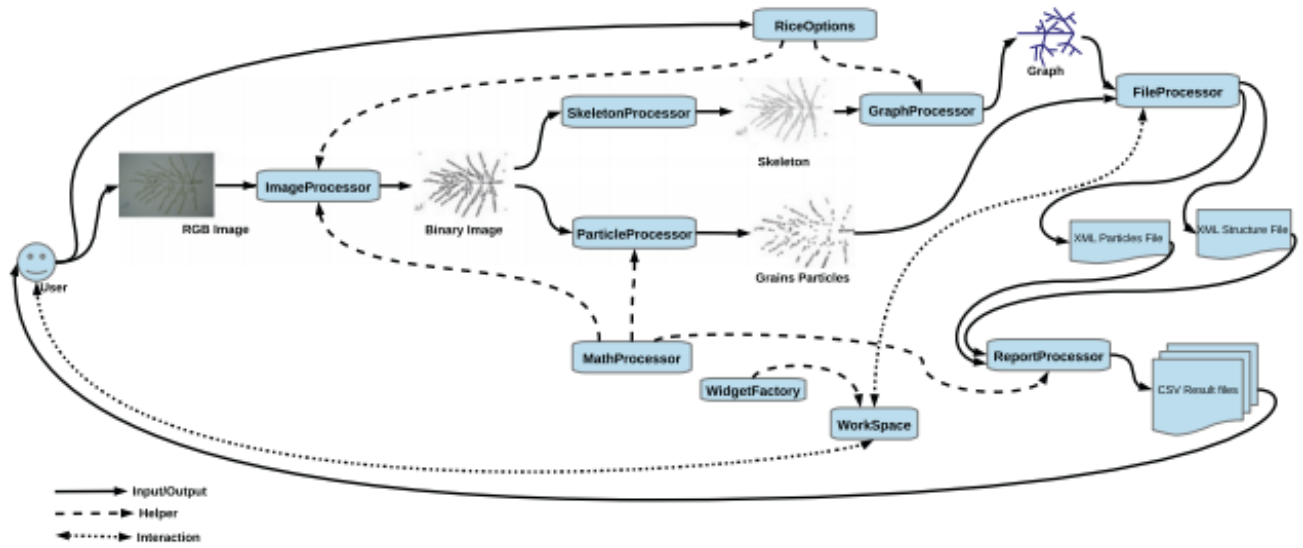 RiceOptions
Graph
FileProcessor
SkeletonProcessor
GraphProcessor
Skeleton
ImageProcessor
RGB Image
Binary Image
ParticleProcessor
Grains Particles
XML Particles File
XML Structure File
User
MathProcessor
ReportProcessor
WidgetFactory
CSV Result files
WorkSpace
Input/Output
Helper
Interaction